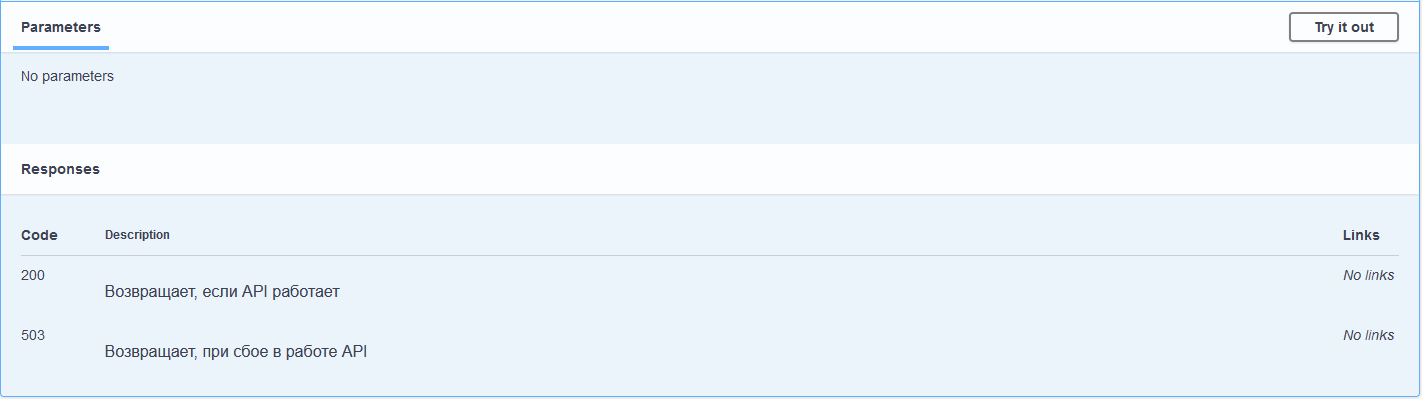 Parameters
Try it out
No parameters
Responses
Code Description Links
200 No links
Возвращает, если API работает
503 No links
Возвращает, при сбое в работе API